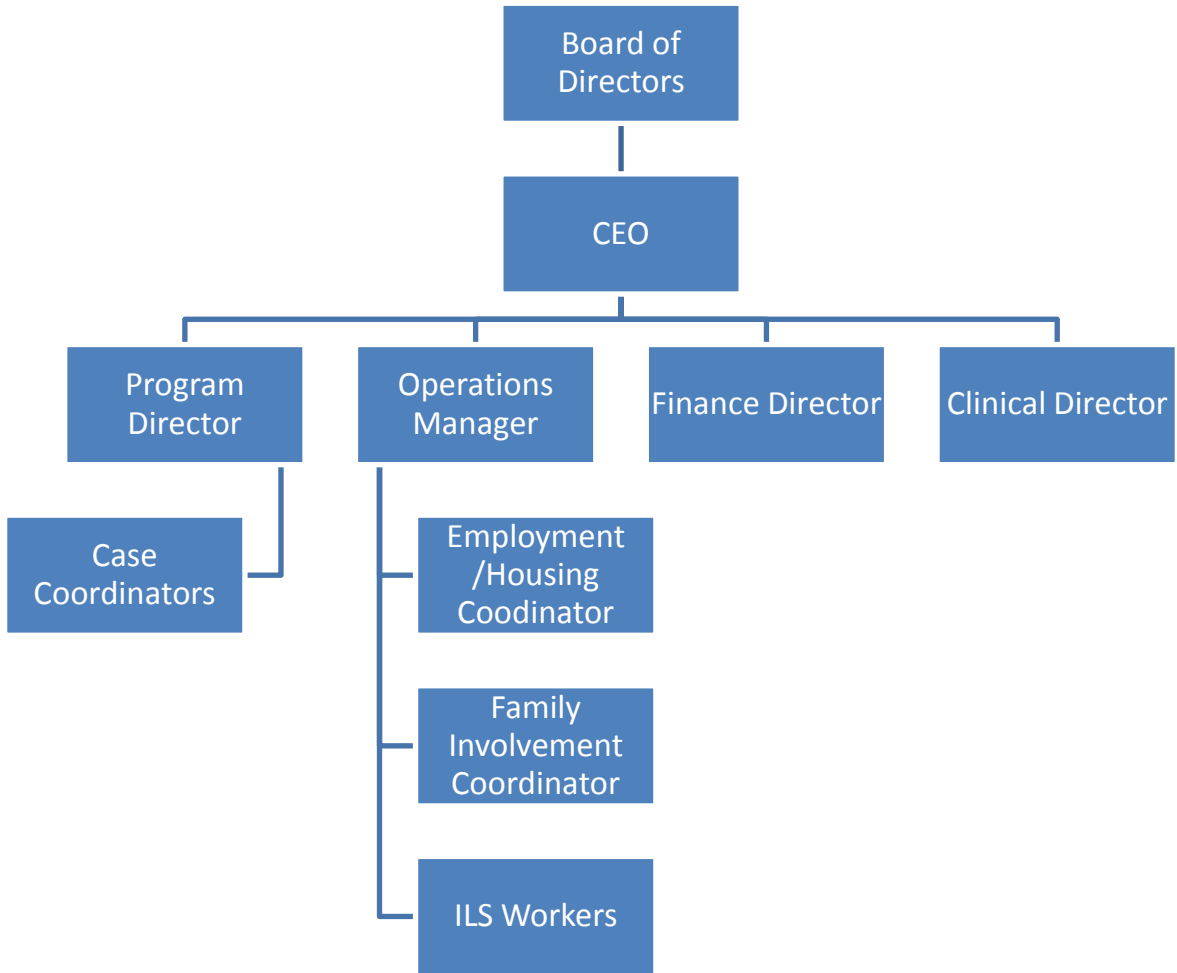 Board of
Directors
CEO
Program
Director
Operations
Manager
Finance Director
Clinical Director
Case
Coordinators
Employment
/Housing
Coodinator
Family
Involvement
Coordinator
ILS Workers